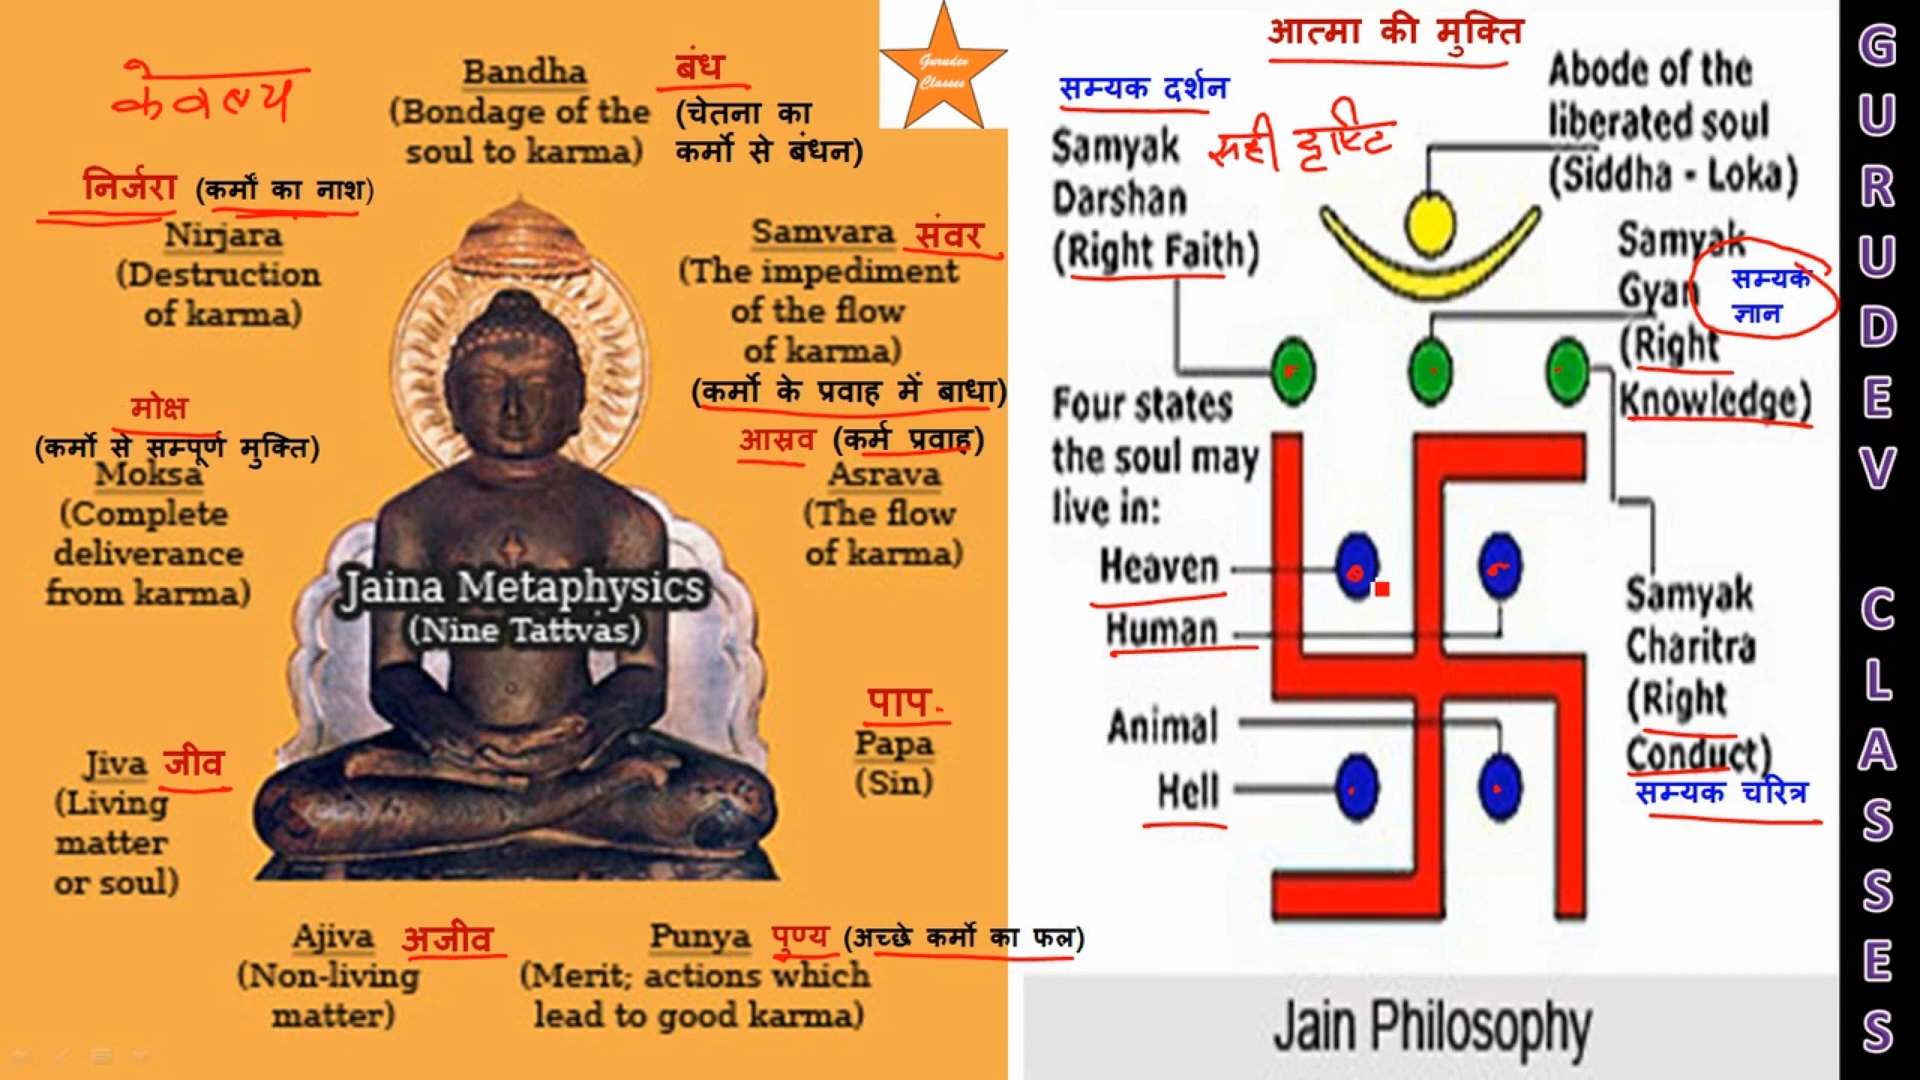 केवल्य
Bandha बंध
(Bondage of the
soul to karma)
(चेतना का
कर्मो से बंधन)
Gurudev
Classes
निर्जरा (कर्मों का नाश)
Nirjara
(Destruction
of karma)
Samvara संवर
(The impediment
of the flow
of karma)
(कर्मो के प्रवाह में बाधा)
मोक्ष
(कर्मो से सम्पूर्ण मुक्ति)
Moksa
(Complete
deliverance
from karma)
आस्रव (कर्म प्रवाह)
Asrava
(The flow
of karma)
Jaina Metaphysics
(Nine Tattvas)
पाप
Papa
(Sin)
Jiva जीव
(Living
matter
or soul)
Ajiva अजीव
(Non-living
matter)
Punya पुण्य (अच्छे कर्मो का फल)
(Merit; actions which
lead to good karma)
आत्मा की मुक्ति
सम्यक दर्शन
सही दृष्टि
Samyak
Darshan
(Right Faith)
Abode of the
liberated soul
(Siddha - Loka)
Samyak
Gyan
(Right
Knowledge)
सम्यक
ज्ञान
Four states
the soul may
live in:
Heaven
Human
Animal
Hell
Samyak
Charitra
(Right
Conduct)
सम्यक चरित्र
Jain Philosophy
GURUDEV CLASSES